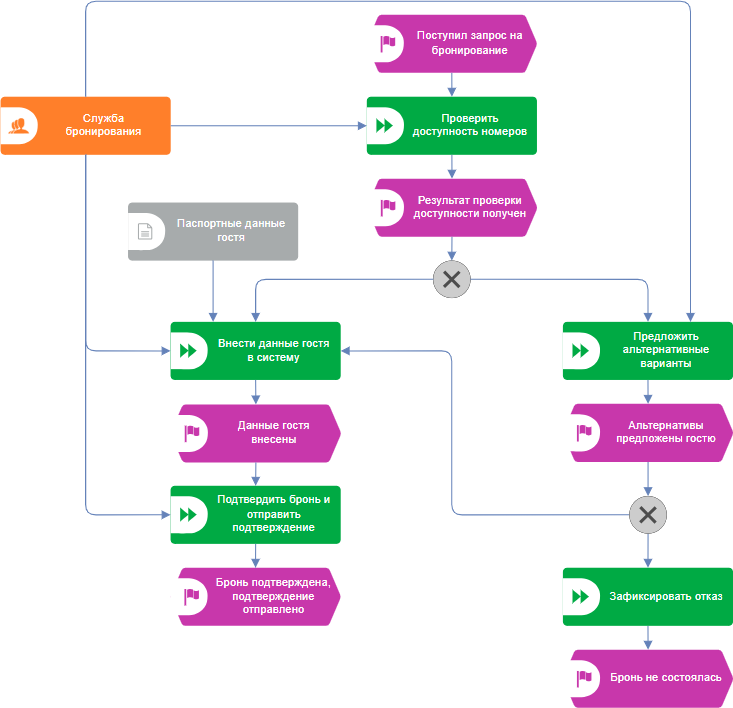 Поступил запрос на
бронирование
Служба
бронирования
Проверить
доступность номеров
Результат проверки
доступности получен
Паспортные данные
гостя
Внести данные гостя
в систему
Предложить
альтернативные
варианты
Данные гостя
внесены
Альтернативы
предложены гостю
Подтвердить бронь и
отправить
подтверждение
Бронь подтверждена,
подтверждение
отправлено
Зафиксировать отказ
Бронь не состоялась